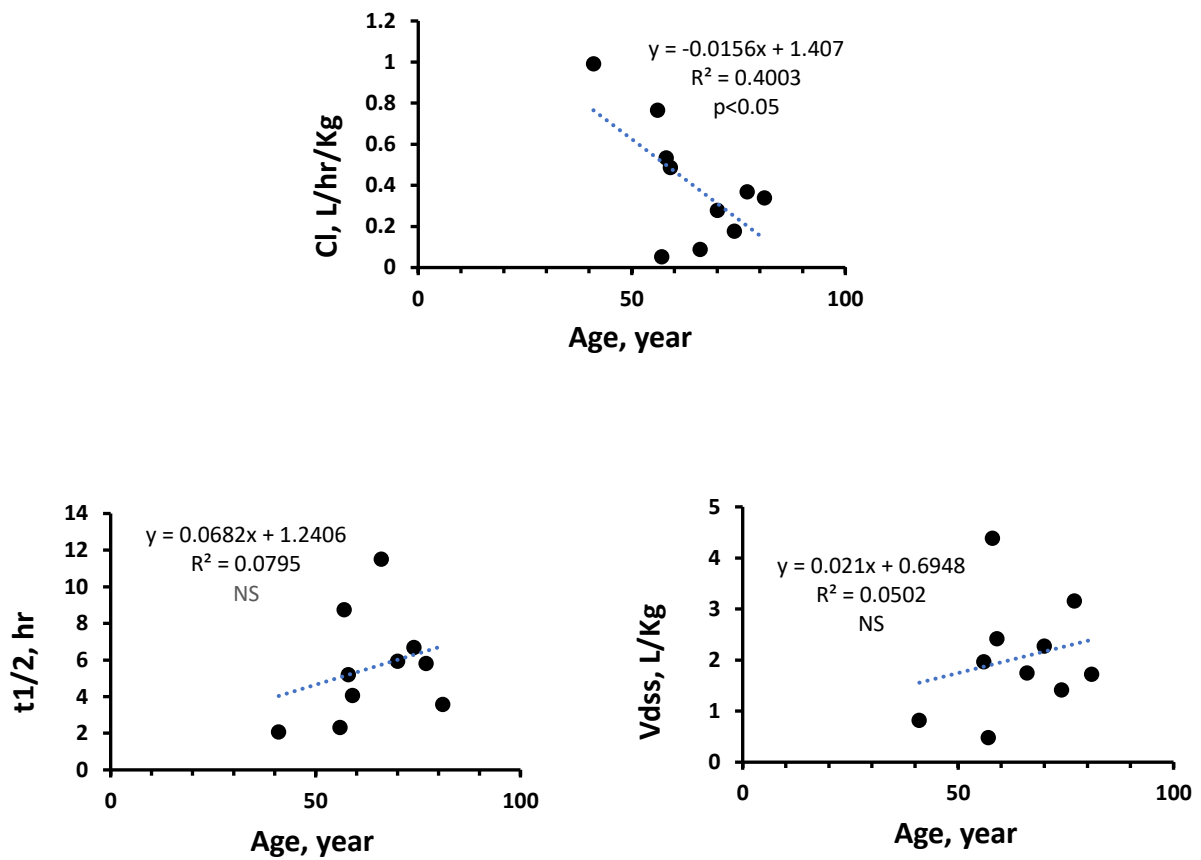 1.2
1
0.8
0.6
0.4
0.2
0
y = -0.0156x + 1.407
R² = 0.4003
p<0.05
Cl, L/hr/Kg
0 50 100
Age, year
14
12
10
8
6
4
2
0
y = 0.0682x + 1.2406
R² = 0.0795
NS
t1/2, hr
0 50 100
Age, year
5
4
3
2
1
0
y = 0.021x + 0.6948
R² = 0.0502
NS
Vdss, L/Kg
0 50 100
Age, year